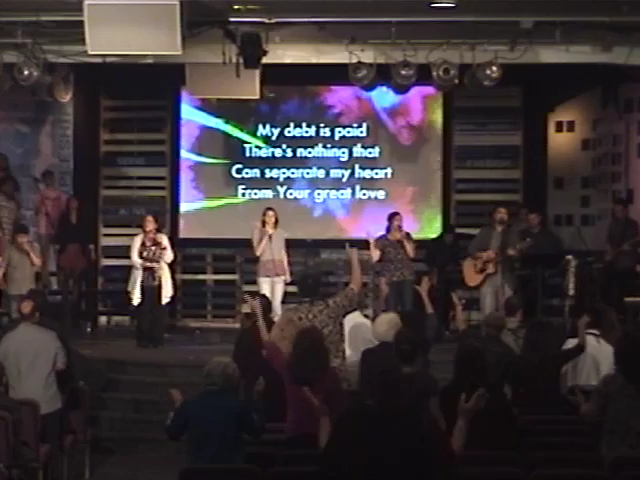 My debt is paid
There's nothing that
Can separate my heart
From Your great love